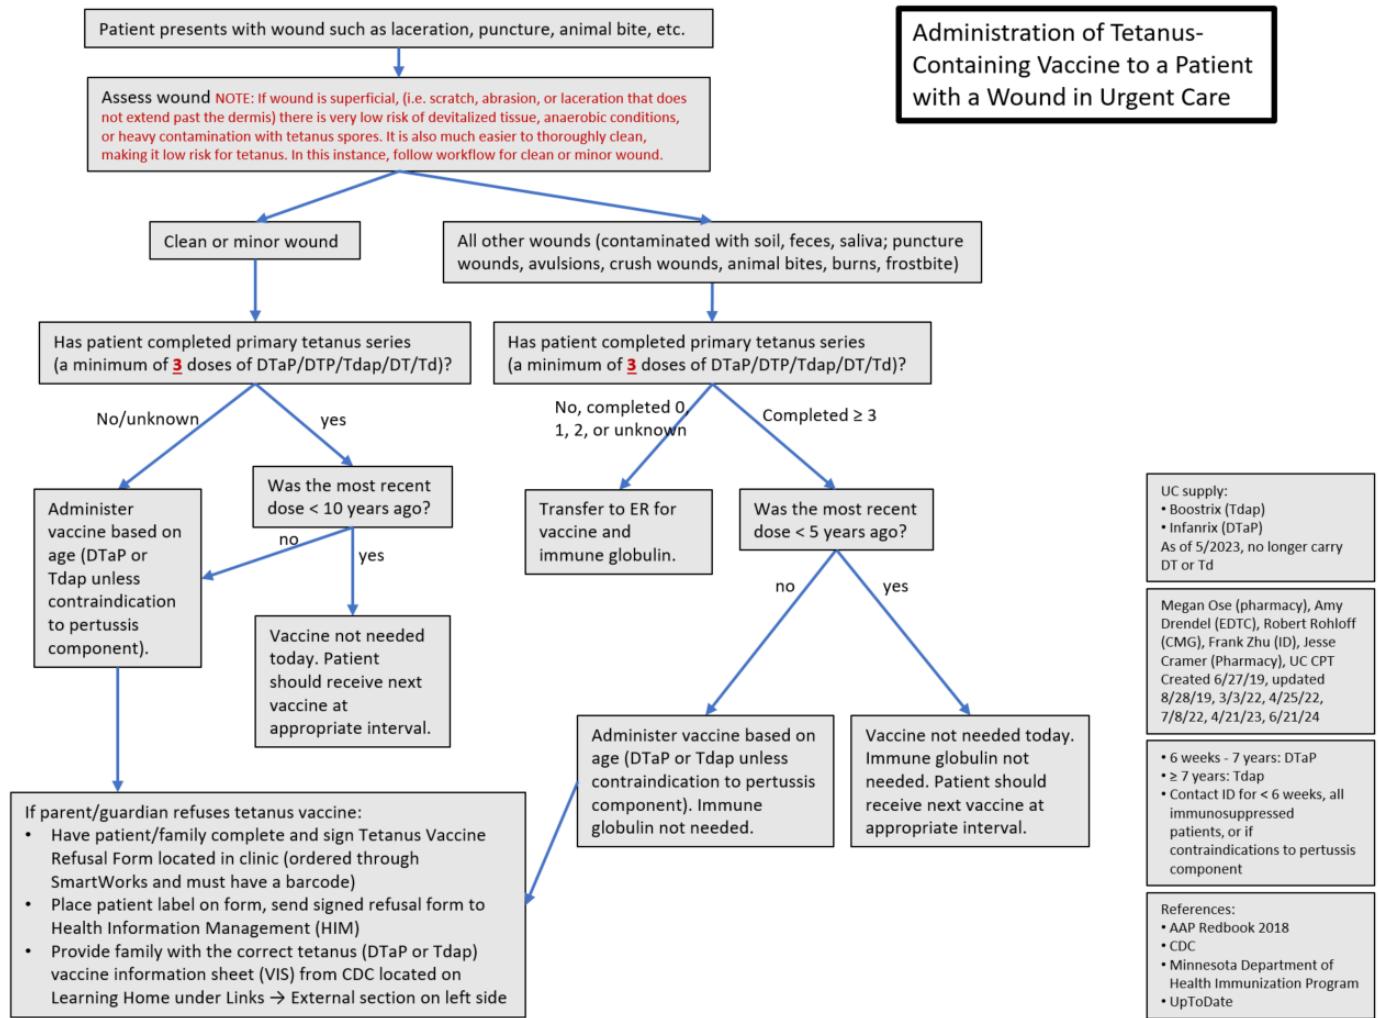 Patient presents with wound such as laceration, puncture, animal bite, etc.
Administration of Tetanus-
Containing Vaccine to a Patient
with a Wound in Urgent Care
Assess wound NOTE: If wound is superficial, (i.e. scratch, abrasion, or laceration that does
not extend past the dermis) there is very low risk of devitalized tissue, anaerobic conditions,
or heavy contamination with tetanus spores. It is also much easier to thoroughly clean,
making it low risk for tetanus. In this instance, follow workflow for clean or minor wound.
Clean or minor wound
All other wounds (contaminated with soil, feces, saliva; puncture
wounds, avulsions, crush wounds, animal bites, burns, frostbite)
Has patient completed primary tetanus series
(a minimum of 3 doses of DTaP/DTP/Tdap/DT/Td)?
Has patient completed primary tetanus series
(a minimum of 3 doses of DTaP/DTP/Tdap/DT/Td)?
No/unknown
yes
No, completed 0,
1, 2, or unknown
Completed ≥ 3
Administer
vaccine based on
age (DTaP or
Tdap unless
contraindication
to pertussis
component).
Was the most recent
dose < 10 years ago?
no
yes
Vaccine not needed
today. Patient
should receive next
vaccine at
appropriate interval.
Transfer to ER for
vaccine and
immune globulin.
Was the most recent
dose < 5 years ago?
no
yes
Administer vaccine based on
age (DTaP or Tdap unless
contraindication to pertussis
component). Immune
globulin not needed.
Vaccine not needed today.
Immune globulin not
needed. Patient should
receive next vaccine at
appropriate interval.
If parent/guardian refuses tetanus vaccine:
• Have patient/family complete and sign Tetanus Vaccine
Refusal Form located in clinic (ordered through
SmartWorks and must have a barcode)
• Place patient label on form, send signed refusal form to
Health Information Management (HIM)
• Provide family with the correct tetanus (DTaP or Tdap)
vaccine information sheet (VIS) from CDC located on
Learning Home under Links → External section on left side
UC supply:
• Boostrix (Tdap)
• Infanrix (DTaP)
As of 5/2023, no longer carry
DT or Td
Megan Ose (pharmacy), Amy
Drendel (EDTC), Robert Rohloff
(CMG), Frank Zhu (ID), Jesse
Cramer (Pharmacy), UC CPT
Created 6/27/19, updated
8/28/19, 3/3/22, 4/25/22,
7/8/22, 4/21/23, 6/21/24
• 6 weeks - 7 years: DTaP
• ≥ 7 years: Tdap
• Contact ID for < 6 weeks, all
immunosuppressed
patients, or if
contraindications to pertussis
component
References:
• AAP Redbook 2018
• CDC
• Minnesota Department of
Health Immunization Program
• UpToDate